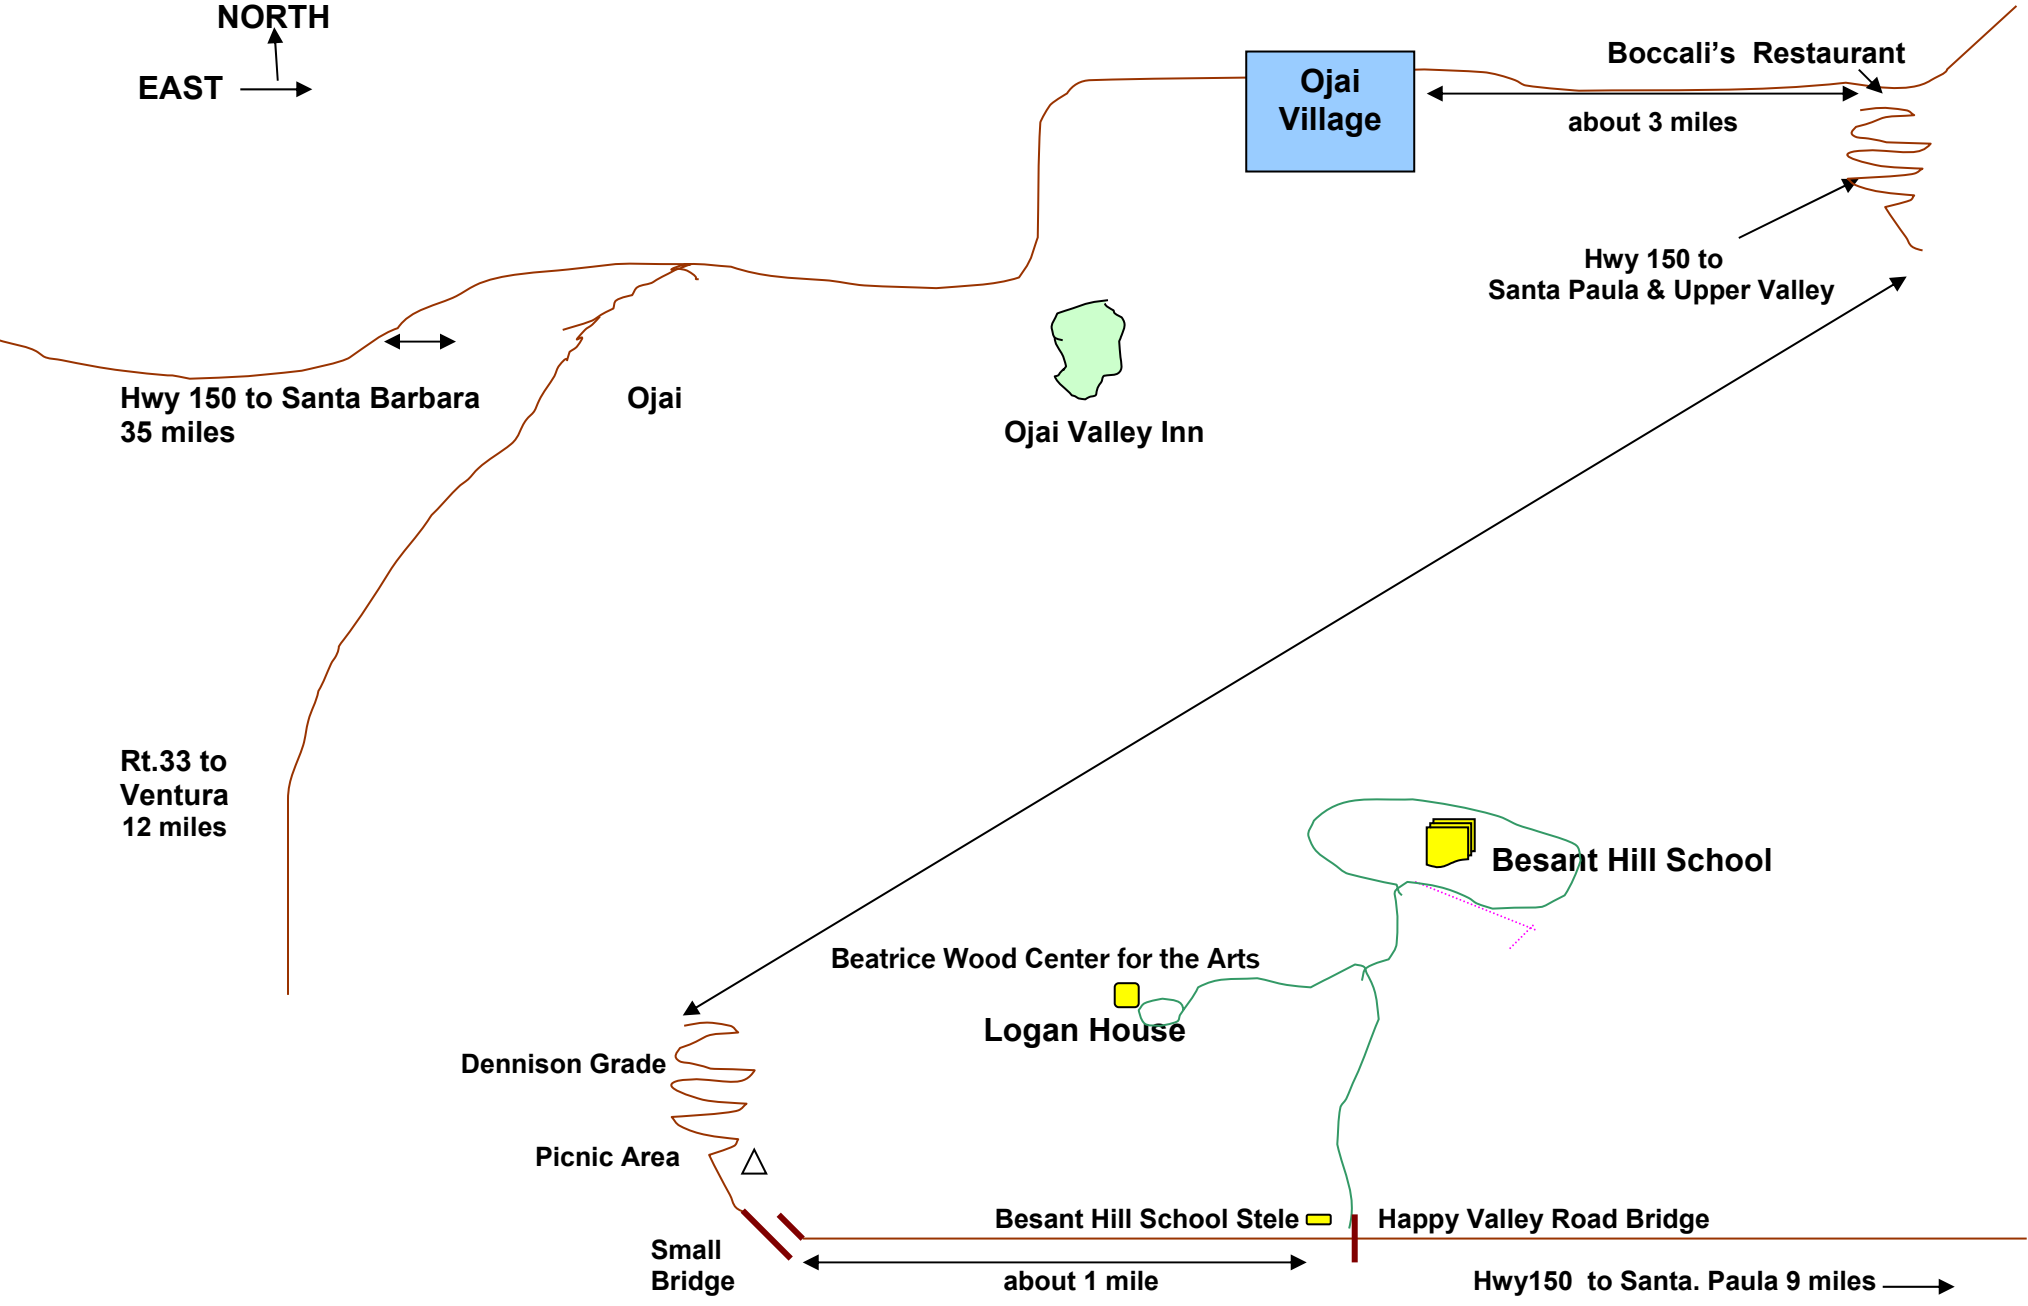 NORTH
EAST
Boccali’s  Restaurant
Ojai
Village
about 3 miles
Hwy 150 to
Santa Paula & Upper Valley
Hwy 150 to Santa Barbara
35 miles
Ojai
Ojai Valley Inn
Rt.33 to
Ventura
12 miles
Besant Hill School
Beatrice Wood Center for the Arts
Logan House
Dennison Grade
Picnic Area
Besant Hill School Stele
Happy Valley Road Bridge
Small
Bridge
about 1 mile
Hwy150  to Santa. Paula 9 miles